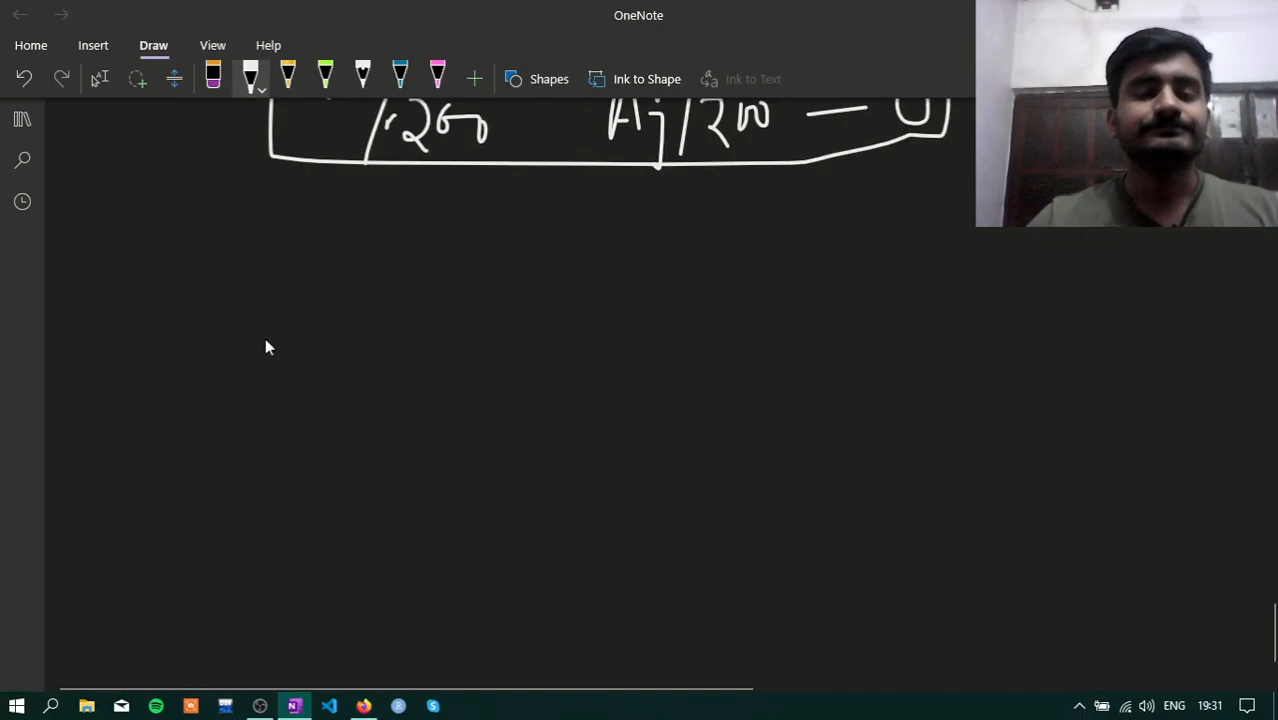 OneNote
Home Insert Draw View Help
Shapes Ink to Shape Ink to Text
ENG 19:31